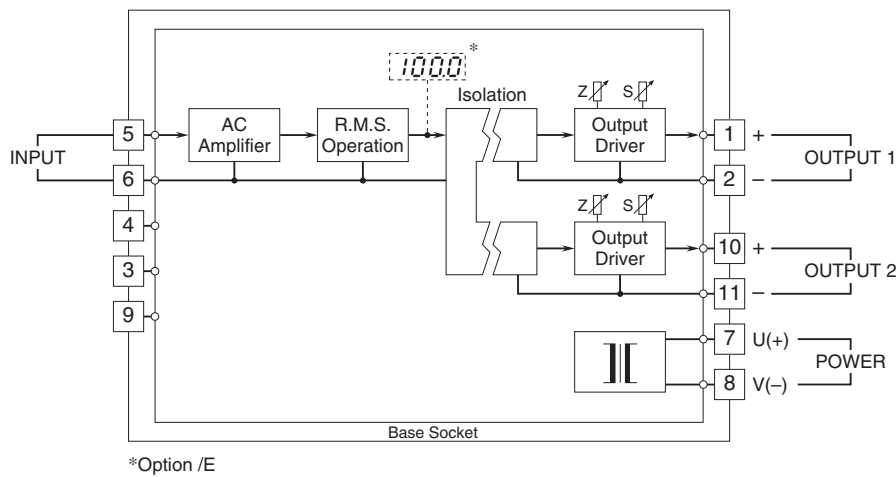 100.0 *
Isolation
Z S
5
AC
Amplifier
R.M.S.
Operation
Output
Driver
1 +
INPUT
OUTPUT 1
6
2 –
4
Z S
3
Output
Driver
10 +
OUTPUT 2
9
11 –
7 U(+)
POWER
8 V(–)
Base Socket
*Option /E